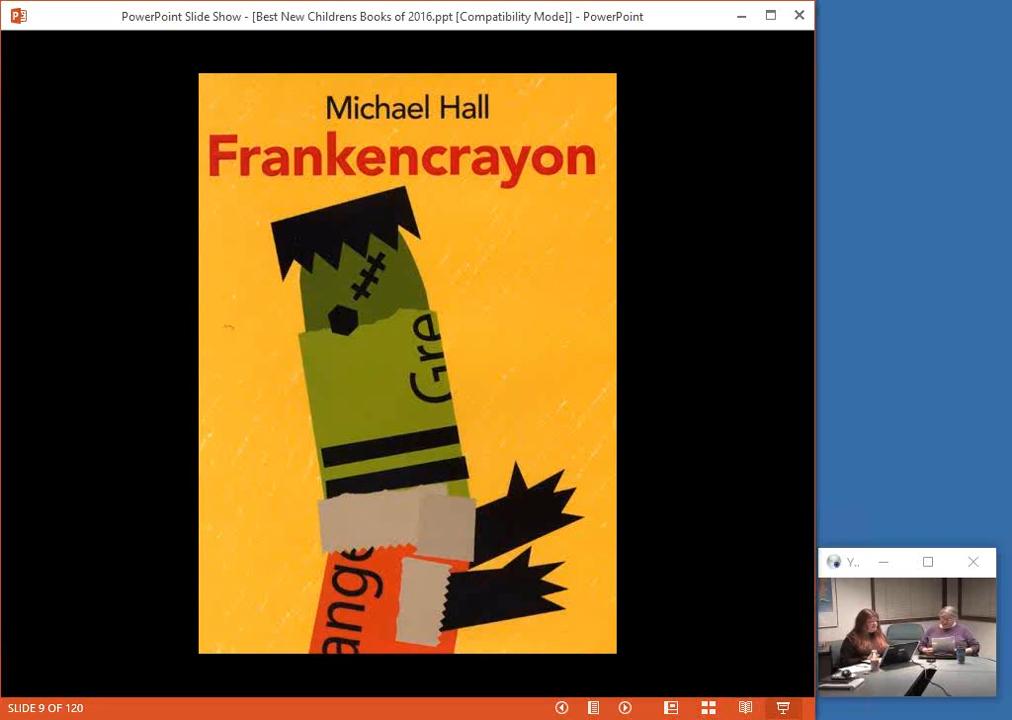 PowerPoint Slide Show - [Best New Childrens Books of 2016.ppt [Compatibility Mode]] - PowerPoint
Michael Hall
Frankencrayon
Gre
ange
Y..
SLIDE 9 OF 120